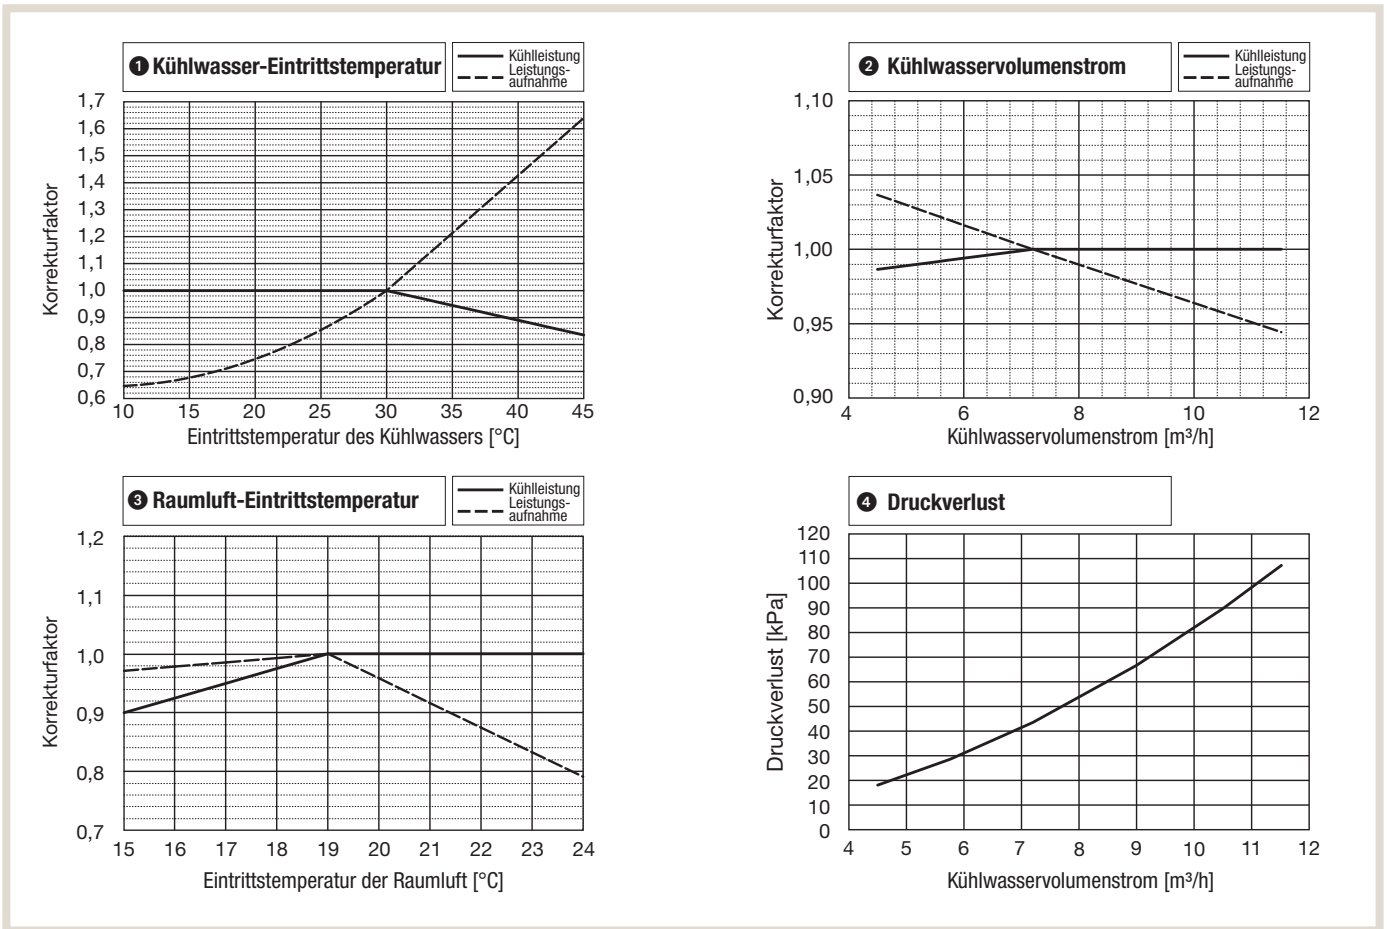 ❶ Kühlwasser-Eintrittstemperatur
Kühlleistung
Leistungs-
aufnahme
Korrekturfaktor
1,7
1,6
1,5
1,4
1,3
1,2
1,1
1,0
0,9
0,8
0,7
0,6
10 15 20 25 30 35 40 45
Eintrittstemperatur des Kühlwassers [°C]
❷ Kühlwasservolumenstrom
Kühlleistung
Leistungs-
aufnahme
Korrekturfaktor
1,10
1,05
1,00
0,95
0,90
4 6 8 10 12
Kühlwasservolumenstrom [m³/h]
❸ Raumluft-Eintrittstemperatur
Kühlleistung
Leistungs-
aufnahme
Korrekturfaktor
1,2
1,1
1,0
0,9
0,8
0,7
15 16 17 18 19 20 21 22 23 24
Eintrittstemperatur der Raumluft [°C]
❹ Druckverlust
Druckverlust [kPa]
120
110
100
90
80
70
60
50
40
30
20
10
0
4 5 6 7 8 9 10 11 12
Kühlwasservolumenstrom [m³/h]